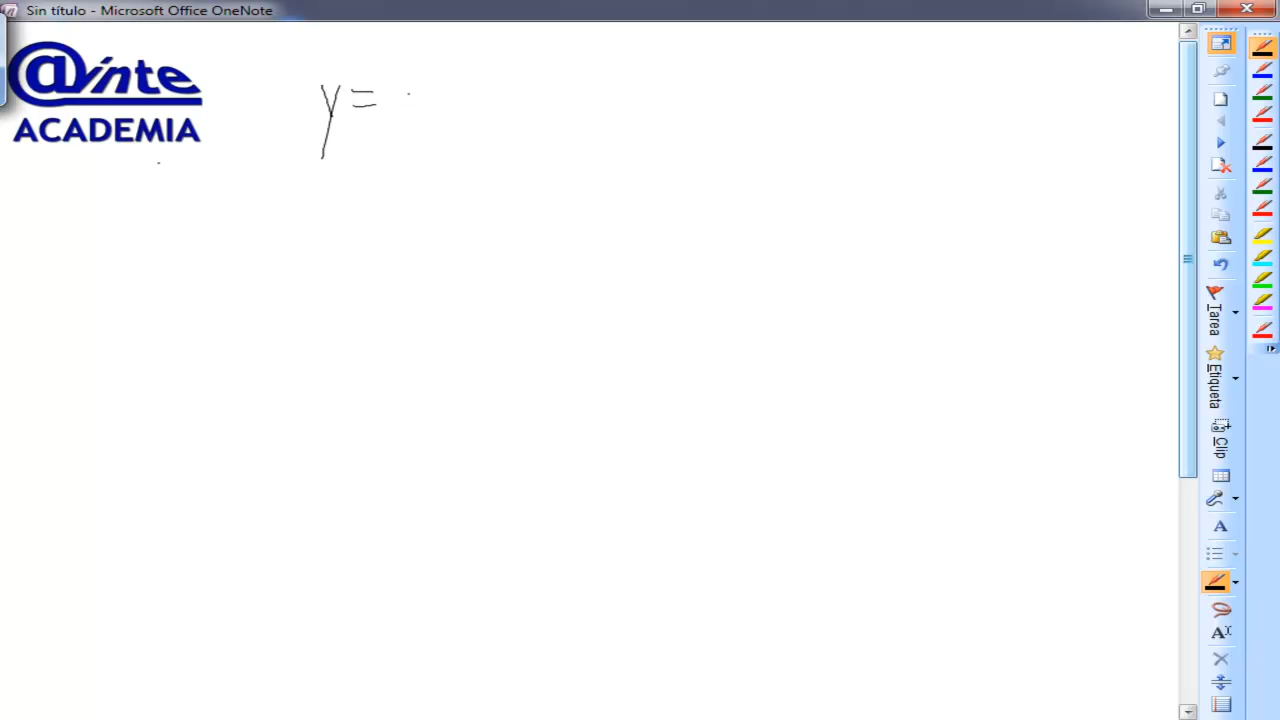 Sin título - Microsoft Office OneNote
@inte
ACADEMIA
y =
Tarea
Etiqueta
Clip
A
A